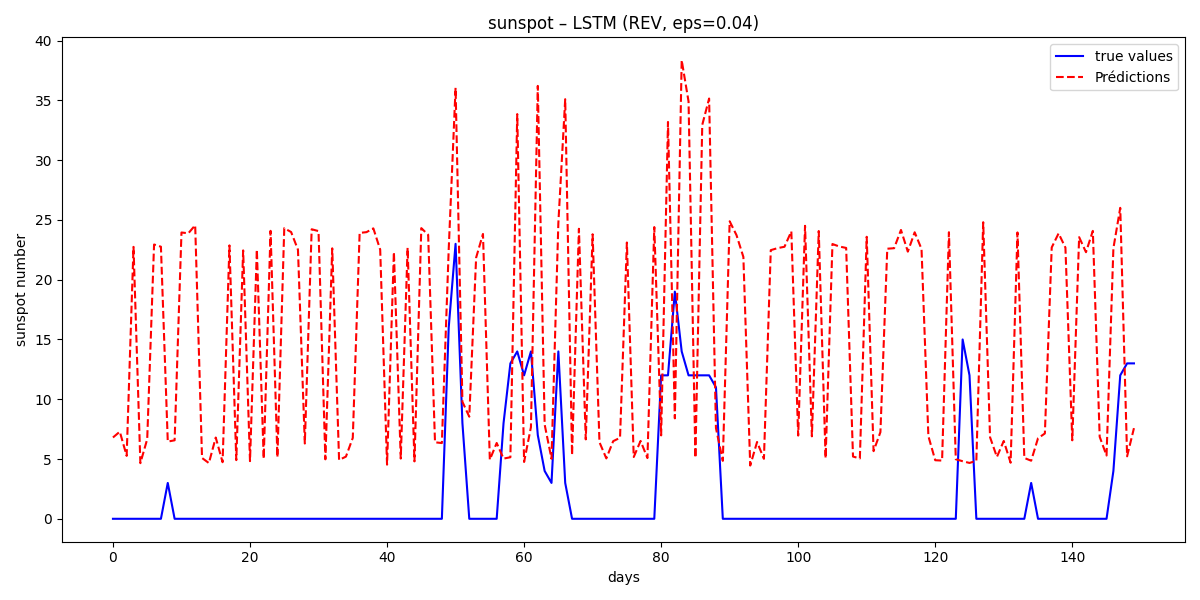 sunspot – LSTM (REV, eps=0.04)
true values
Prédictions
sunspot number
40
35
30
25
20
15
10
5
0
0 20 40 60 80 100 120 140
days